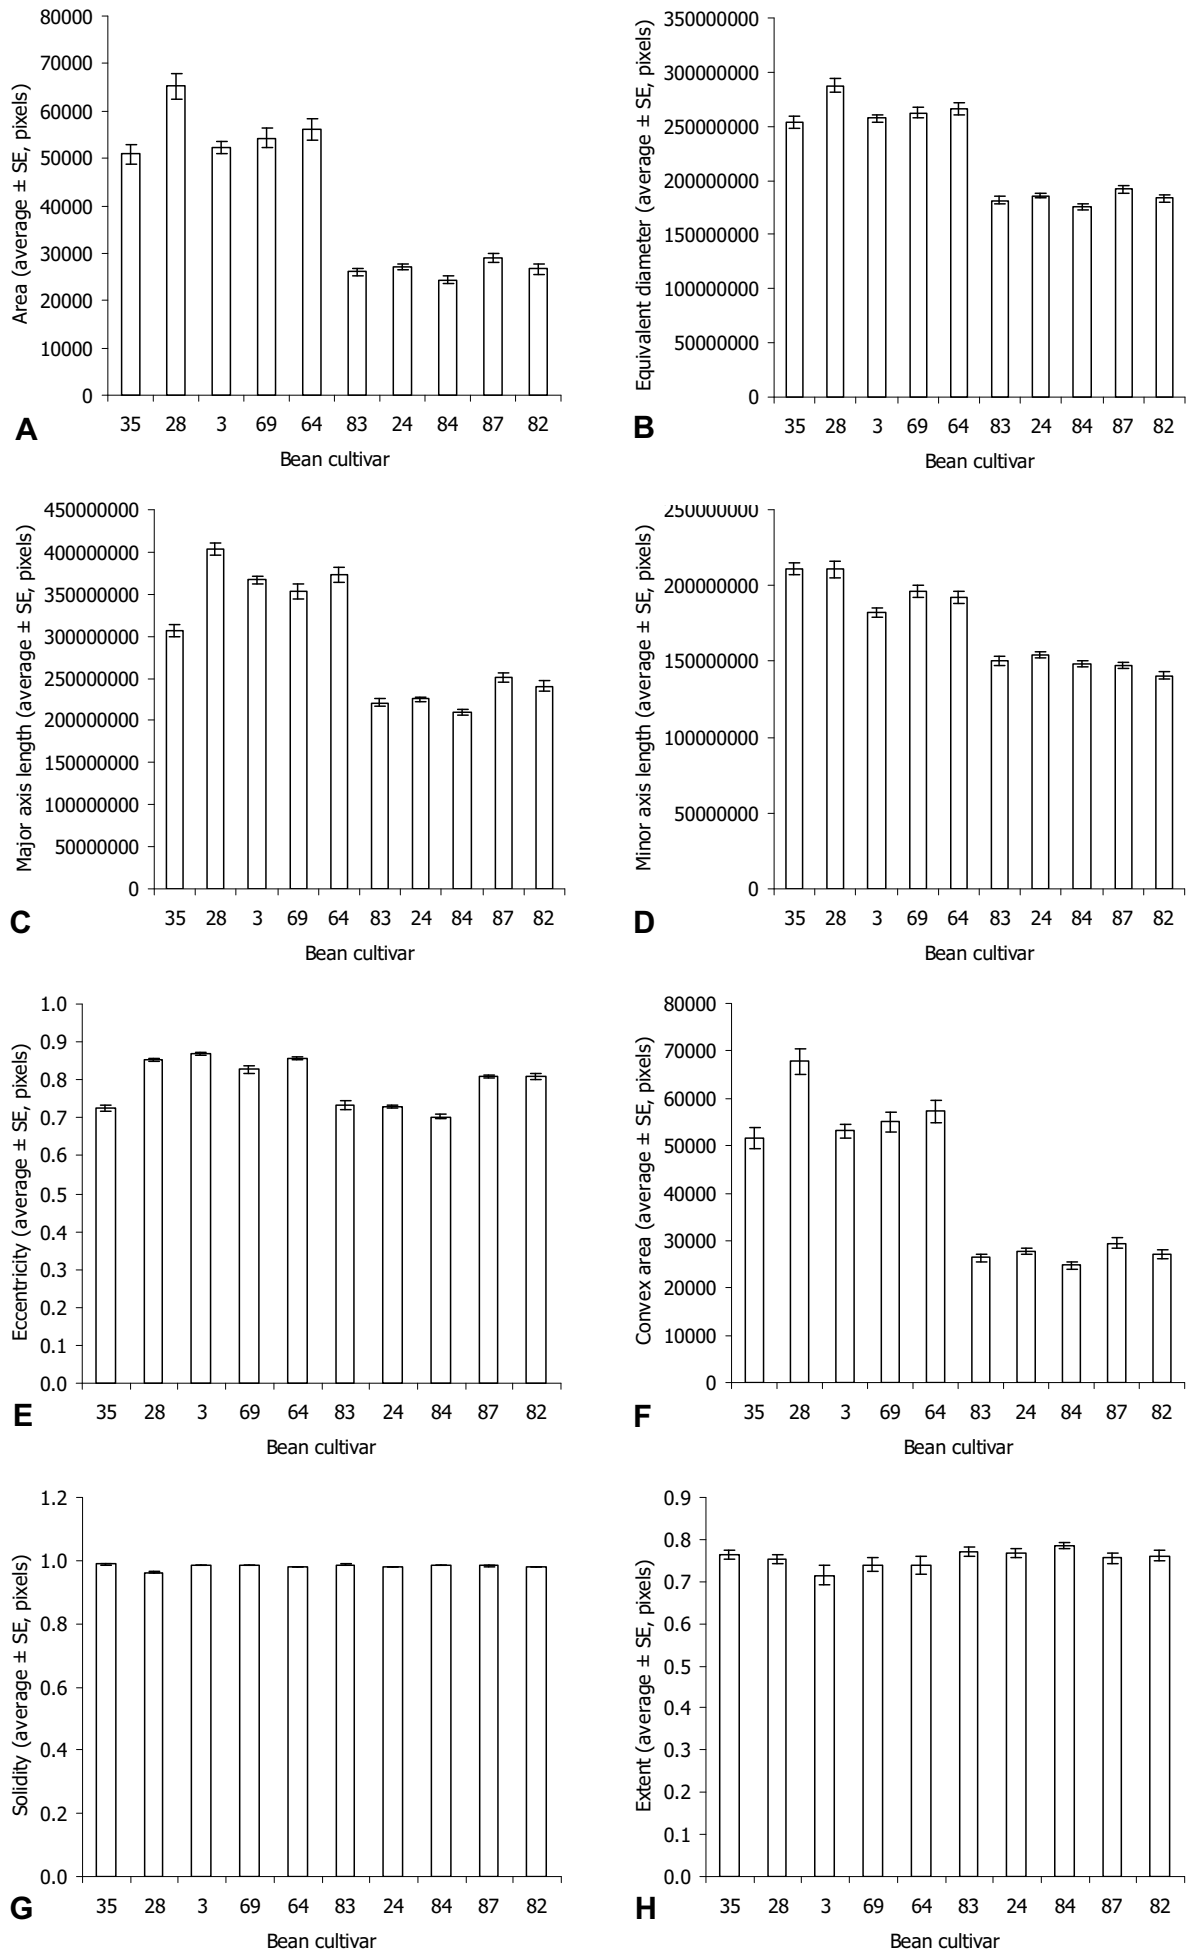 Area (average ± SE, pixels)
80000
70000
60000
50000
40000
30000
20000
10000
0
35 28 3 69 64 83 24 84 87 82
A
Bean cultivar
Equivalent diameter (average ± SE, pixels)
350000000
300000000
250000000
200000000
150000000
100000000
50000000
0
35 28 3 69 64 83 24 84 87 82
B
Bean cultivar
Major axis length (average ± SE, pixels)
450000000
400000000
350000000
300000000
250000000
200000000
150000000
100000000
50000000
0
35 28 3 69 64 83 24 84 87 82
C
Bean cultivar
Minor axis length (average ± SE, pixels)
250000000
200000000
150000000
100000000
50000000
0
35 28 3 69 64 83 24 84 87 82
D
Bean cultivar
Eccentricity (average ± SE, pixels)
1.0
0.9
0.8
0.7
0.6
0.5
0.4
0.3
0.2
0.1
0.0
35 28 3 69 64 83 24 84 87 82
E
Bean cultivar
Convex area (average ± SE, pixels)
80000
70000
60000
50000
40000
30000
20000
10000
0
35 28 3 69 64 83 24 84 87 82
F
Bean cultivar
Solidity (average ± SE, pixels)
1.2
1.0
0.8
0.6
0.4
0.2
0.0
35 28 3 69 64 83 24 84 87 82
G
Bean cultivar
Extent (average ± SE, pixels)
0.9
0.8
0.7
0.6
0.5
0.4
0.3
0.2
0.1
0.0
35 28 3 69 64 83 24 84 87 82
H
Bean cultivar